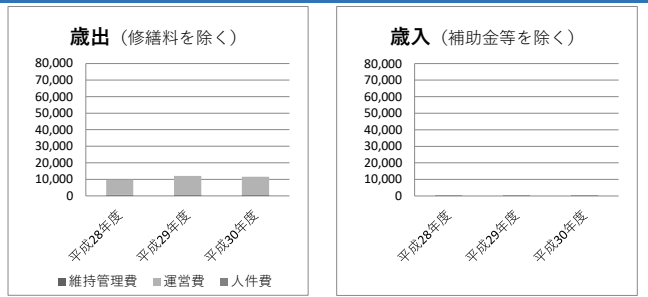 歳出（修繕料を除く）
80,000
70,000
60,000
50,000
40,000
30,000
20,000
10,000
0
平成28年度
平成29年度
平成30年度
■維持管理費 ■運営費 ■人件費
歳入（補助金等を除く）
80,000
70,000
60,000
50,000
40,000
30,000
20,000
10,000
0
平成28年度
平成29年度
平成30年度